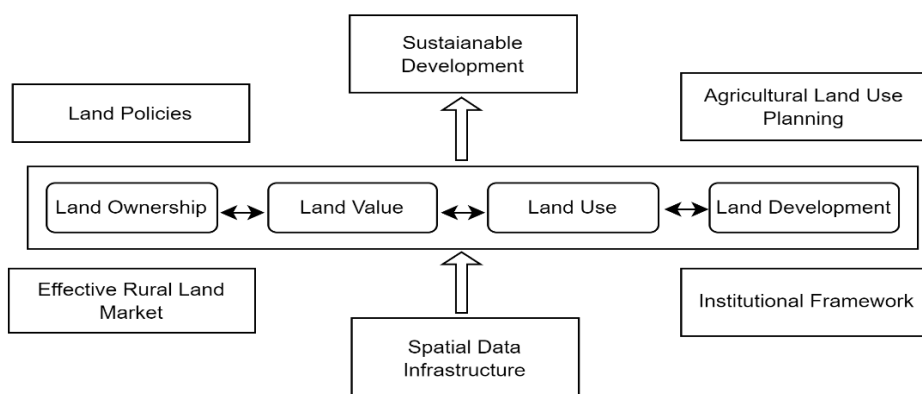 Sustaianable
Development
Land Policies
Agricultural Land Use
Planning
Land Ownership
Land Value
Land Use
Land Development
Effective Rural Land
Market
Institutional Framework
Spatial Data
Infrastructure